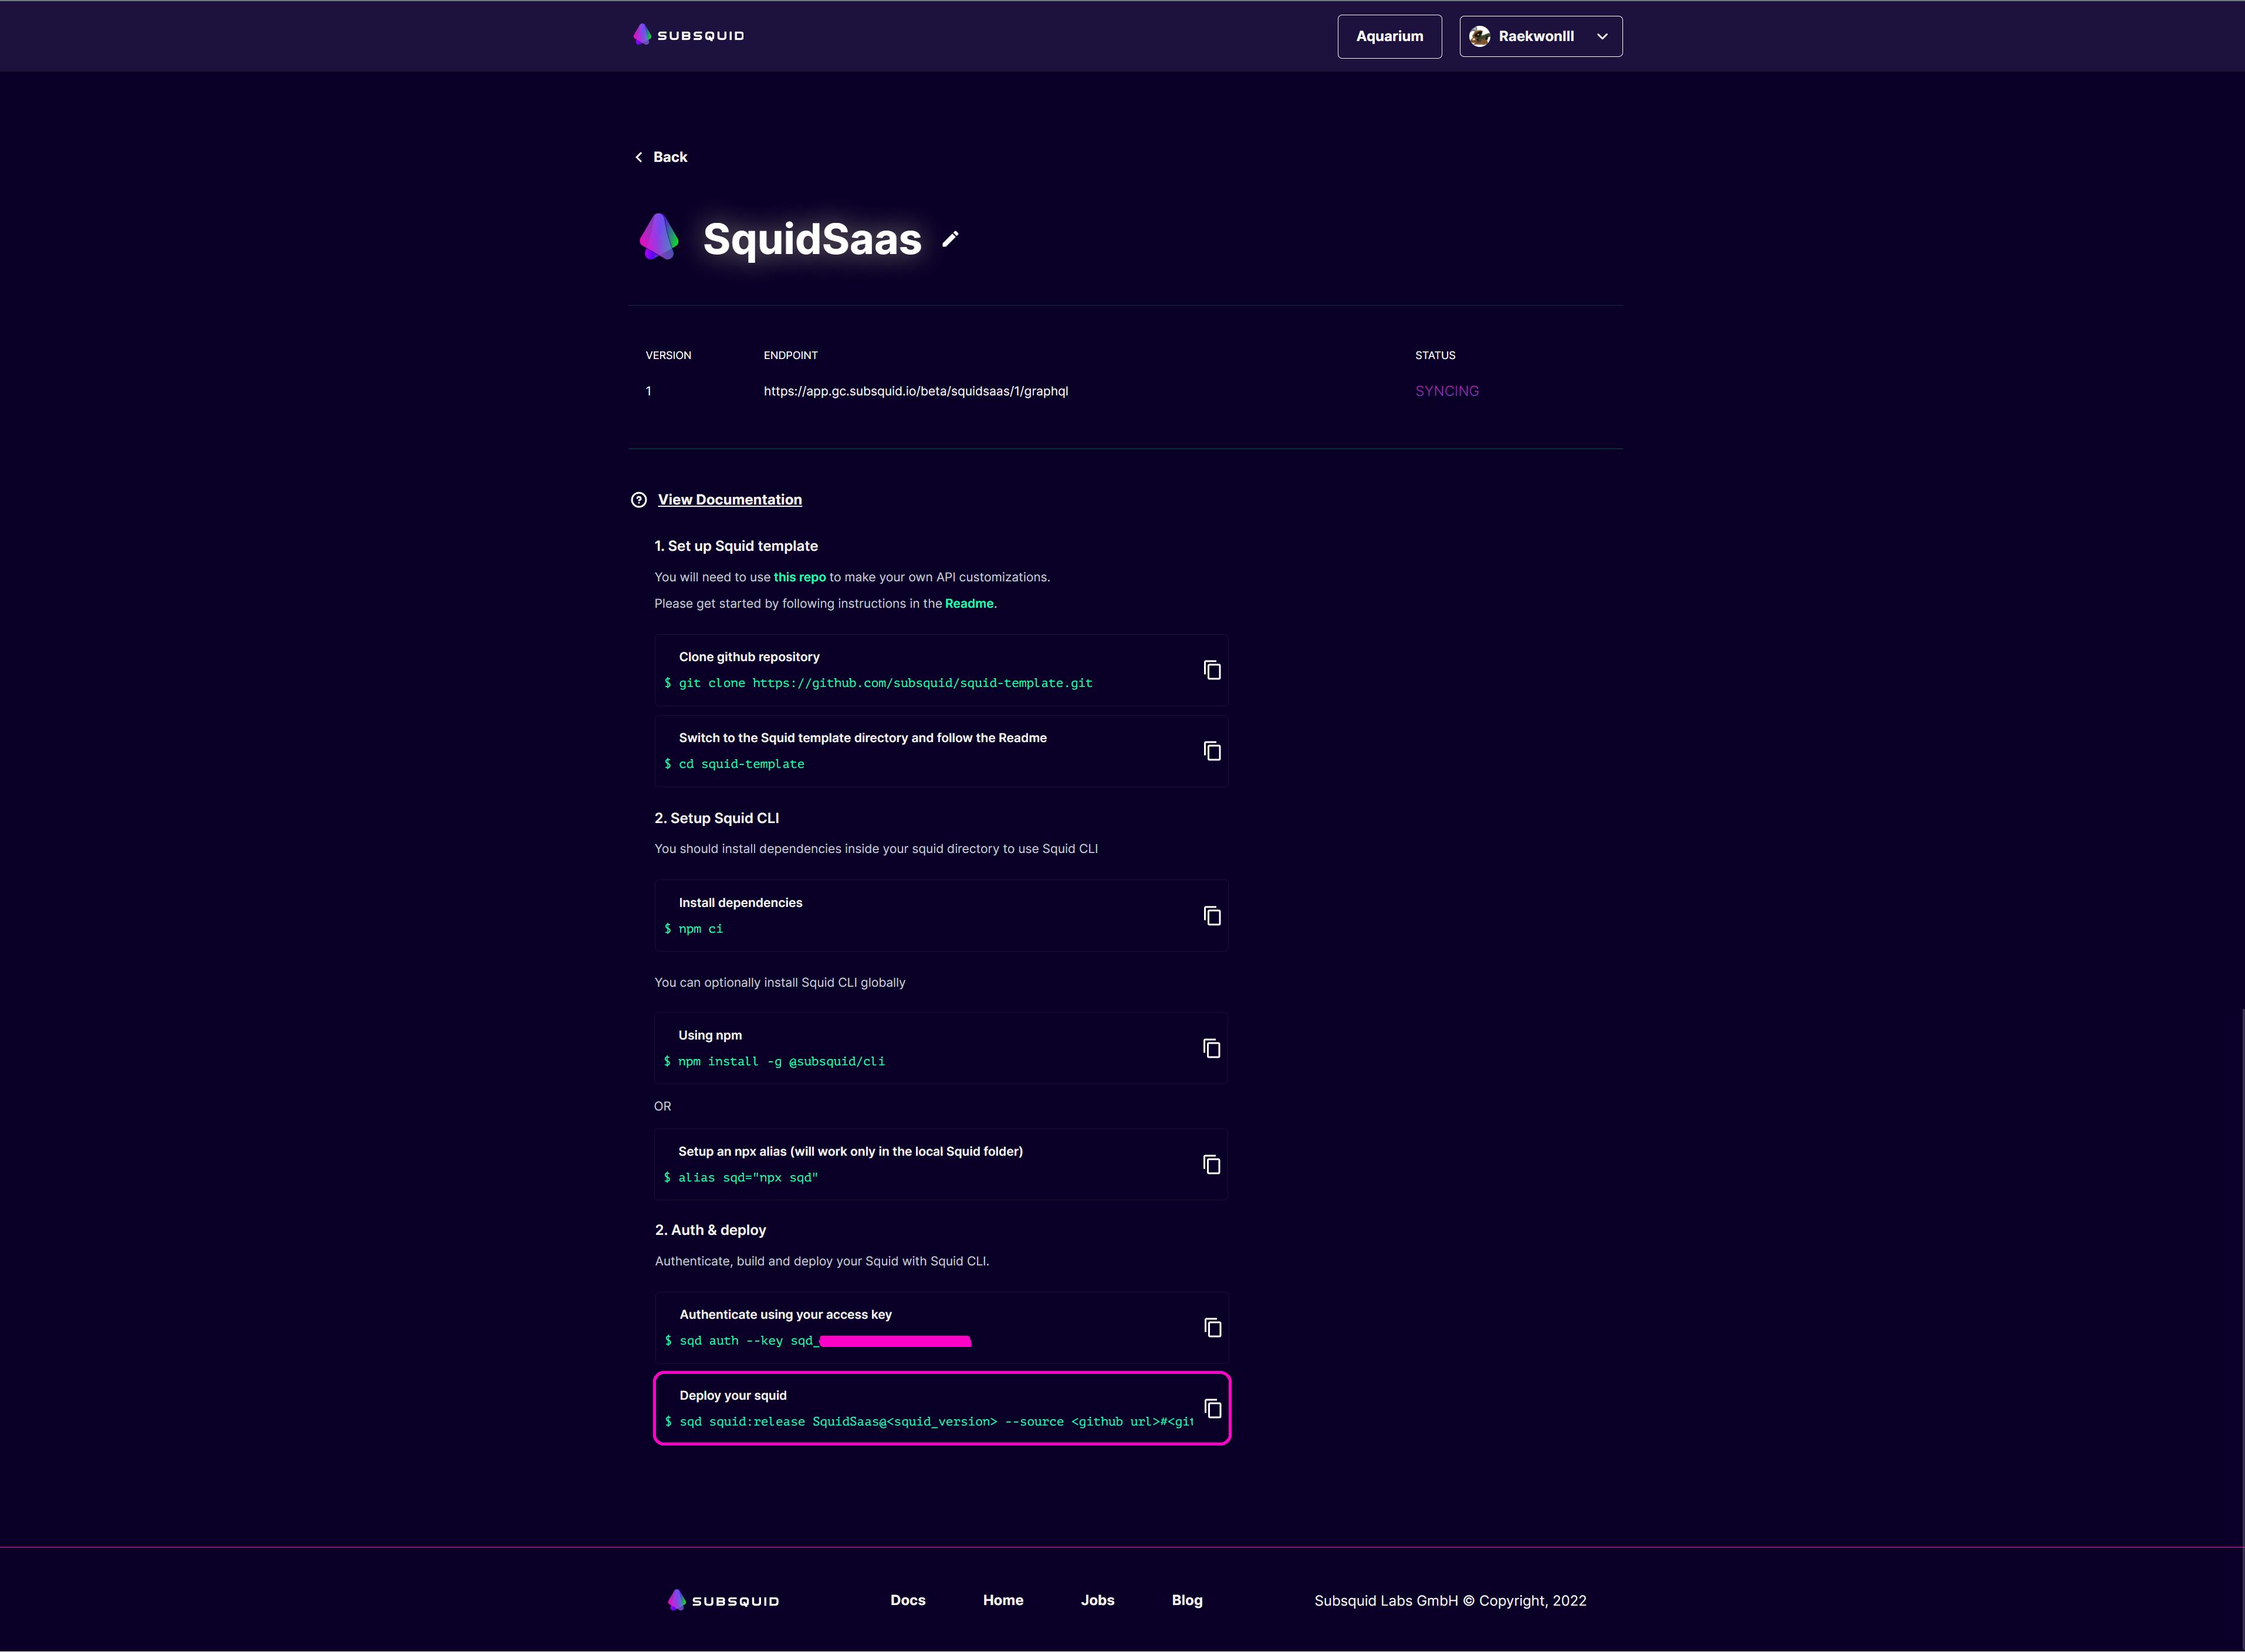 SUBSQUID
Aquarium
RaekwonIII
Back
SquidSaas
VERSION ENDPOINT STATUS
1 https://app.gc.subsquid.io/beta/squidsaas/1/graphql SYNCING
View Documentation
1. Set up Squid template
You will need to use this repo to make your own API customizations.
Please get started by following instructions in the Readme.
Clone github repository
$ git clone https://github.com/subsquid/squid-template.git
Switch to the Squid template directory and follow the Readme
$ cd squid-template
2. Setup Squid CLI
You should install dependencies inside your squid directory to use Squid CLI
Install dependencies
$ npm ci
You can optionally install Squid CLI globally
Using npm
$ npm install -g @subsquid/cli
OR
Setup an npx alias (will work only in the local Squid folder)
$ alias sqd="npx sqd"
2. Auth & deploy
Authenticate, build and deploy your Squid with Squid CLI.
Authenticate using your access key
$ sqd auth --key sqd_
Deploy your squid
$ sqd squid:release SquidSaas@<squid_version> --source <github url>#<git
SUBSQUID
Docs
Home
Jobs
Blog
Subsquid Labs GmbH © Copyright, 2022